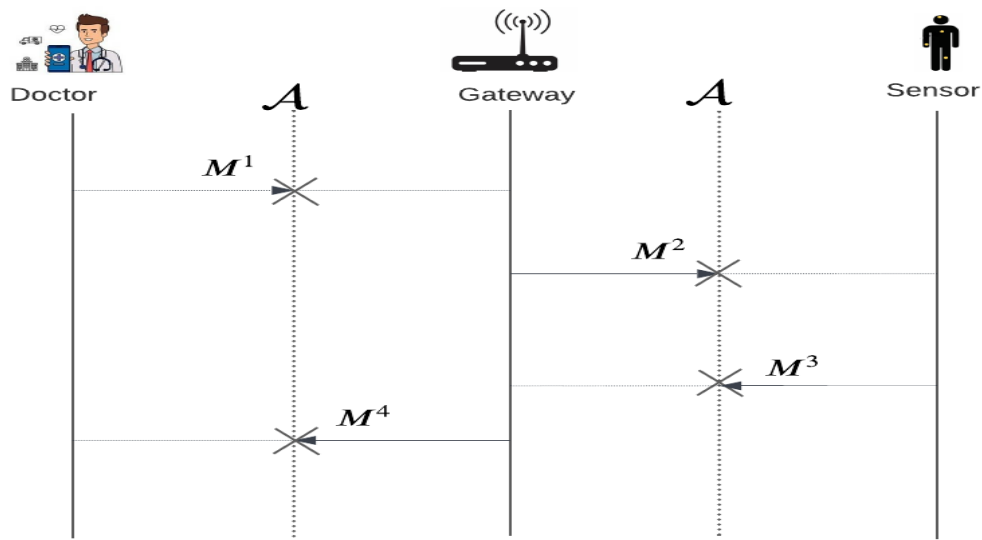 Doctor
𝒜
Gateway
𝒜
Sensor
M¹
M²
M³
M⁴